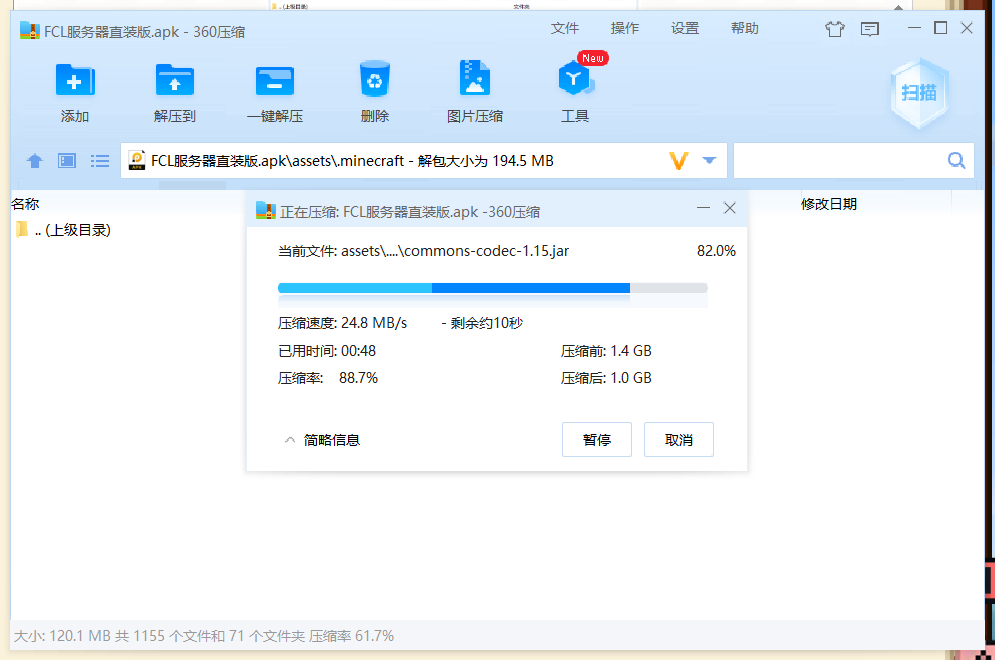 .. (上级目录)
文件夹
FCL服务器直装版.apk - 360压缩
文件 操作 设置 帮助
New
添加 解压到 一键解压 删除 图片压缩 工具
扫描
FCL服务器直装版.apk\assets\.minecraft - 解包大小为 194.5 MB
名称 修改日期
.. (上级目录)
正在压缩: FCL服务器直装版.apk -360压缩
当前文件: assets\....\commons-codec-1.15.jar 82.0%
压缩速度: 24.8 MB/s - 剩余约10秒
已用时间: 00:48 压缩前: 1.4 GB
压缩率: 88.7% 压缩后: 1.0 GB
简略信息 暂停 取消
大小: 120.1 MB 共 1155 个文件和 71 个文件夹 压缩率 61.7%